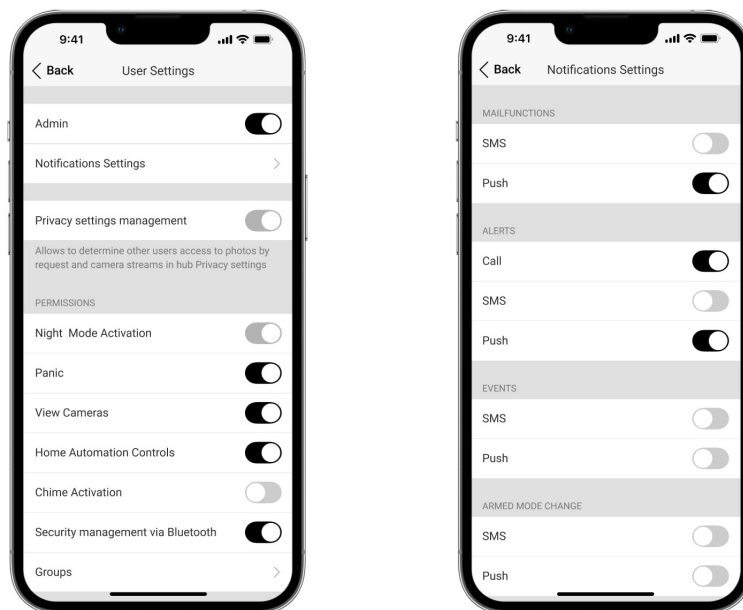 9:41
Back
User Settings
Admin
Notifications Settings
Privacy settings management
Allows to determine other users access to photos by
request and camera streams in hub Privacy settings
PERMISSIONS
Night Mode Activation
Panic
View Cameras
Home Automation Controls
Chime Activation
Security management via Bluetooth
Groups
9:41
Back
Notifications Settings
MAILFUNCTIONS
SMS
Push
ALERTS
Call
SMS
Push
EVENTS
SMS
Push
ARMED MODE CHANGE
SMS
Push